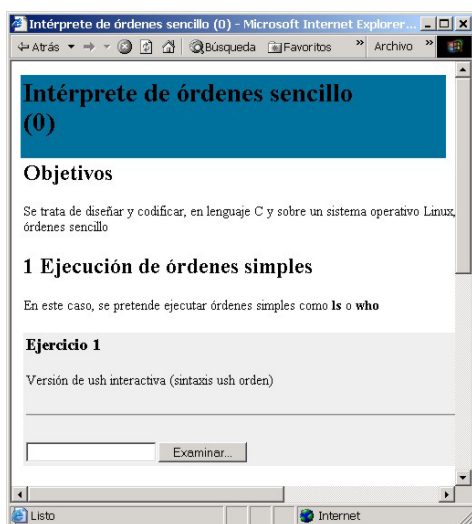 Intérprete de órdenes sencillo (0) - Microsoft Internet Explorer...
Atrás Búsqueda Favoritos » Archivo »
Intérprete de órdenes sencillo
(0)
Objetivos
Se trata de diseñar y codificar, en lenguaje C y sobre un sistema operativo Linux,
órdenes sencillo
1 Ejecución de órdenes simples
En este caso, se pretende ejecutar órdenes simples como ls o who
Ejercicio 1
Versión de ush interactiva (sintaxis ush orden)
Examinar...
Listo Internet